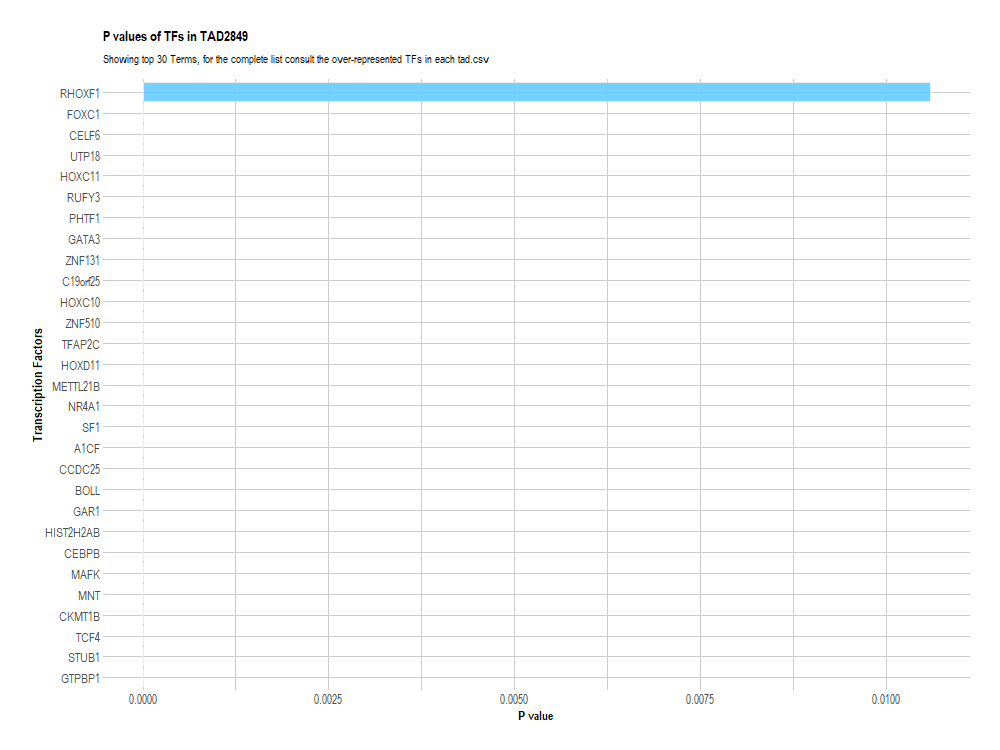 P values of TFs in TAD2849
Showing top 30 Terms, for the complete list consult the over-represented TFs in each tad.csv
Transcription Factors
RHOXF1
FOXC1
CELF6
UTP18
HOXC11
RUFY3
PHTF1
GATA3
ZNF131
C19orf25
HOXC10
ZNF510
TFAP2C
HOXD11
METTL21B
NR4A1
SF1
A1CF
CCDC25
BOLL
GAR1
HIST2H2AB
CEBPB
MAFK
MNT
CKMT1B
TCF4
STUB1
GTPBP1
0.0000 0.0025 0.0050 0.0075 0.0100
P value